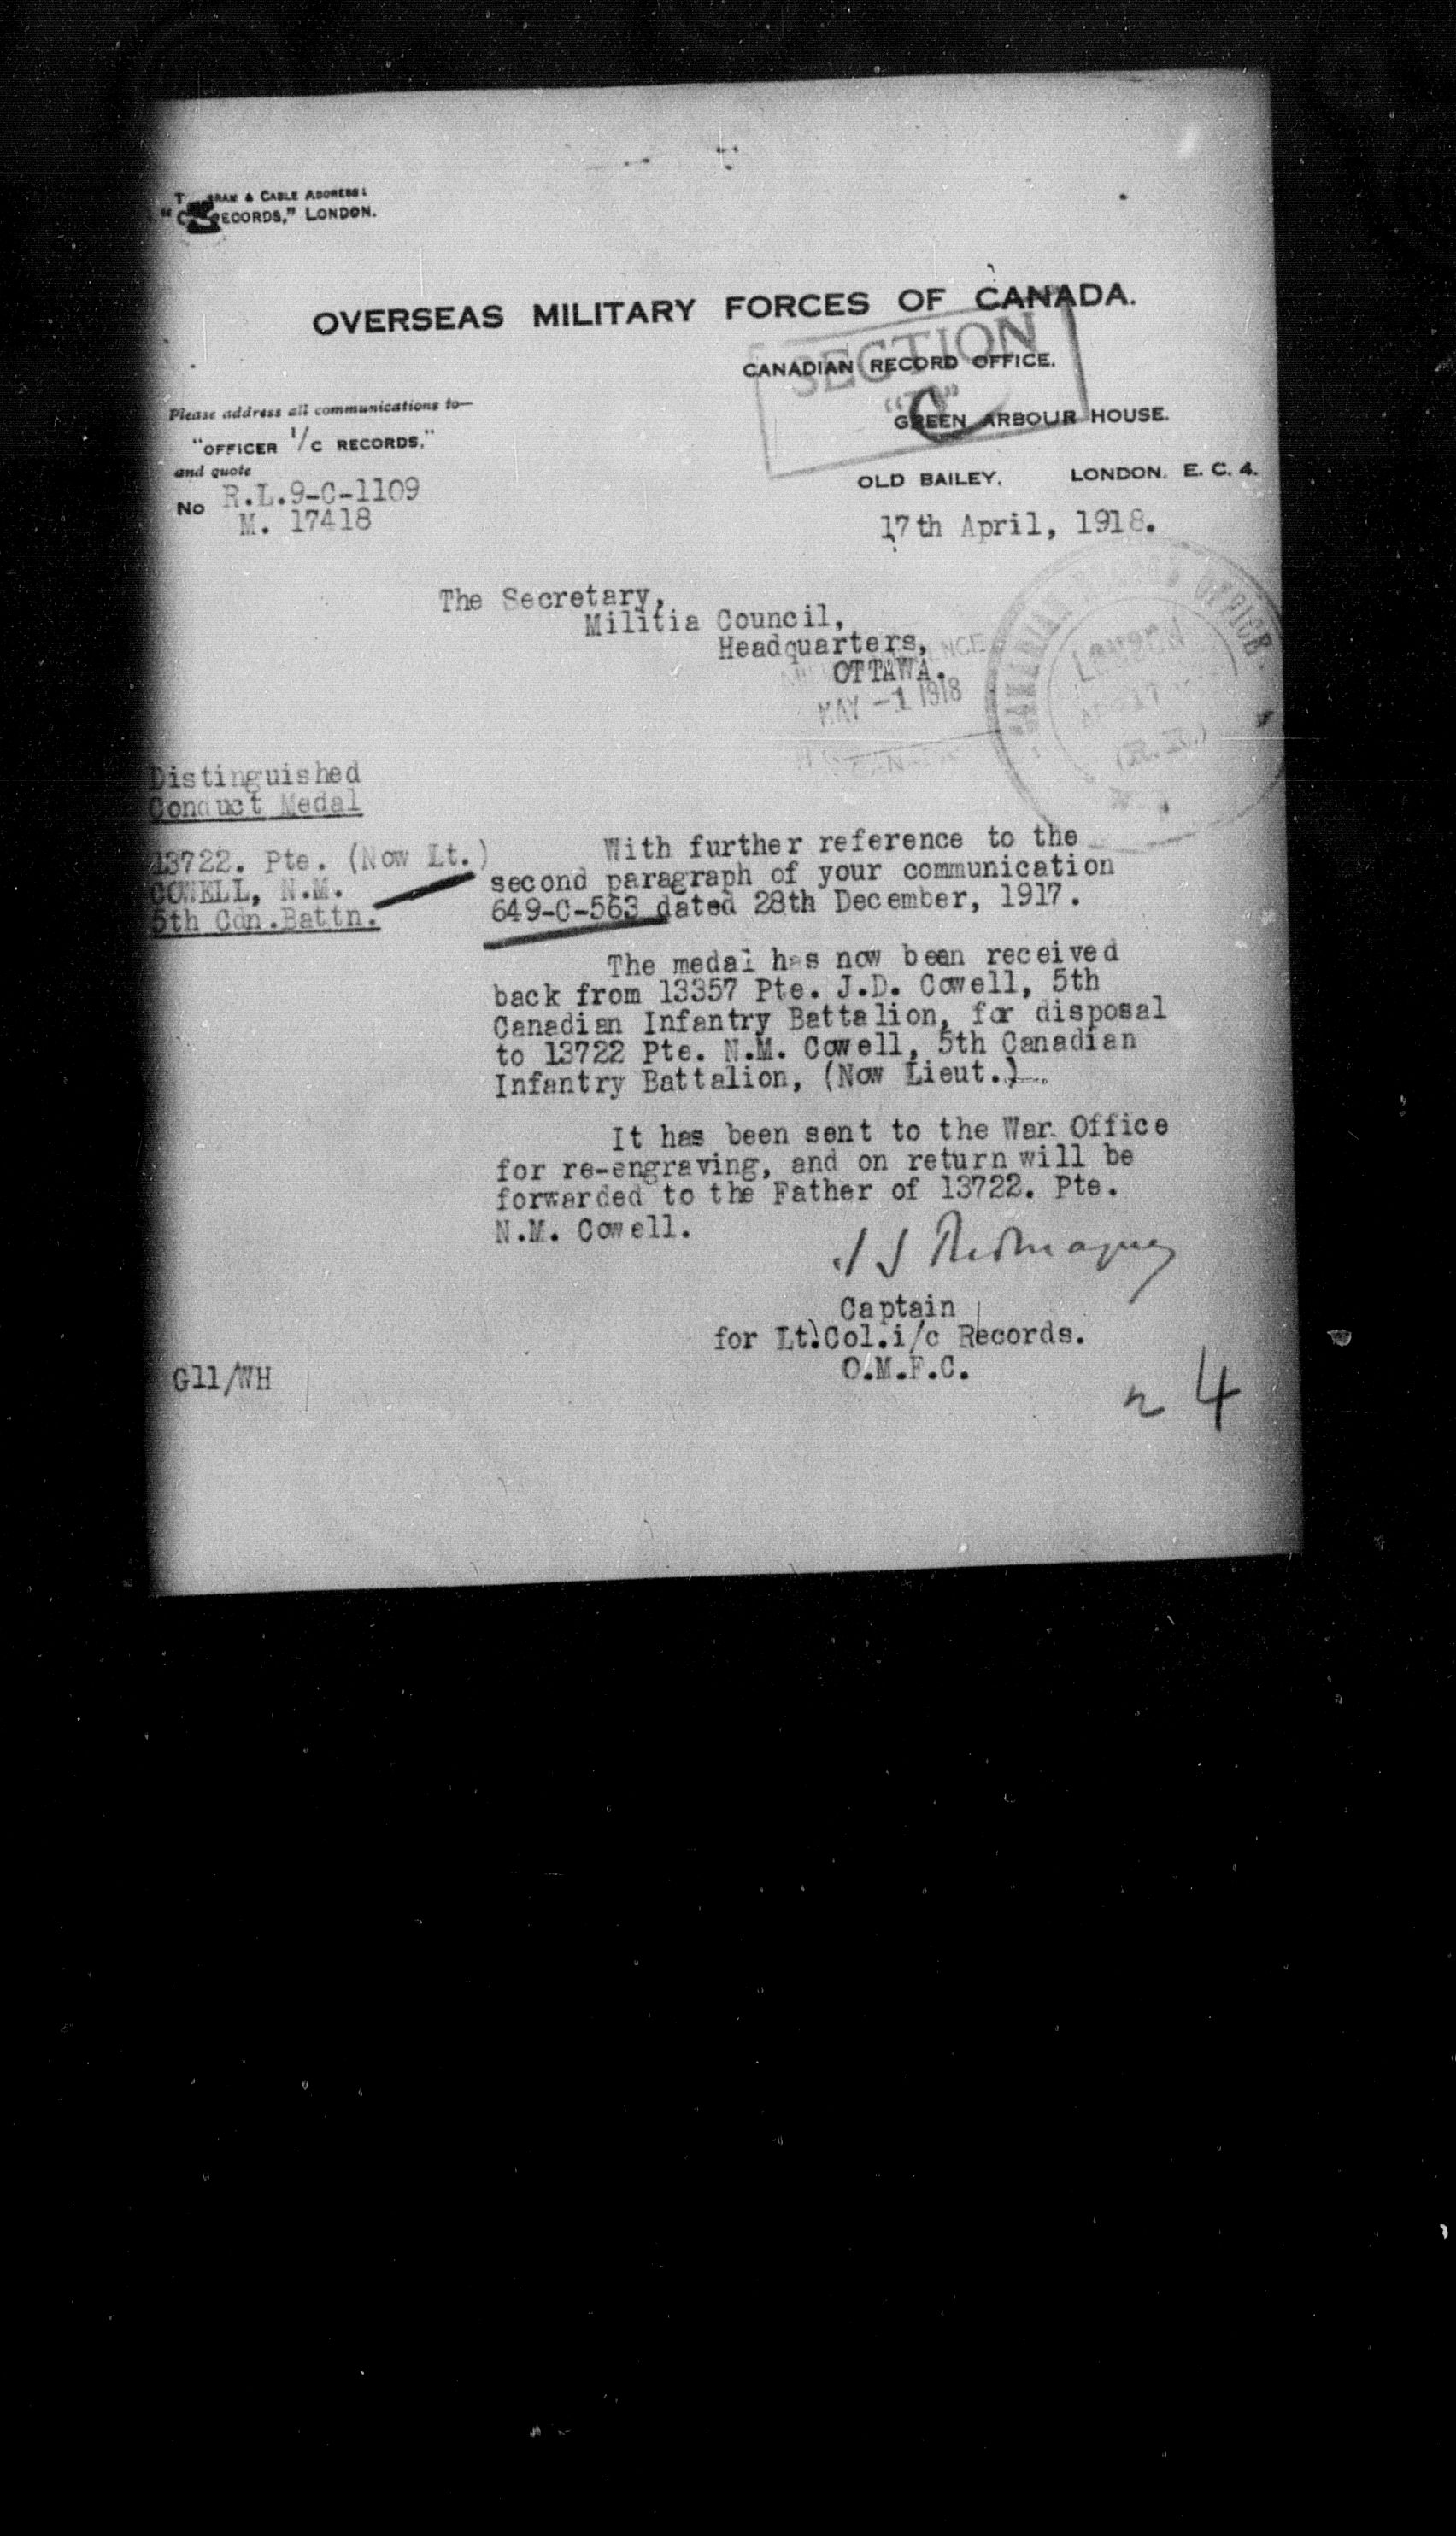 & CABLE ADDRESS:
RECORDS," LONDON.
OVERSEAS MILITARY FORCES OF CANADA.
SECTION
CANADIAN RECORD OFFICE.
"C"
GREEN ARBOUR HOUSE.
OLD BAILEY, LONDON, E. C. 4.
Please address all communications to—
"OFFICER I/C RECORDS."
and quote
No R.L.9-C-1109
M. 17418
17th April, 1918.
The Secretary,
Militia Council,
Headquarters,
OTTAWA.
MAY -1 1918
OFFICE
LONDON
(R.L.)
Distinguished
Conduct Medal
13722. Pte. (Now Lt.)
COWELL, N.M.
5th Cdn.Battn.
With further reference to the
second paragraph of your communication
649-C-563 dated 28th December, 1917.
The medal has now been received
back from 13357 Pte. J.D. Cowell, 5th
Canadian Infantry Battalion, for disposal
to 13722 Pte. N.M. Cowell, 5th Canadian
Infantry Battalion, (Now Lieut.).
It has been sent to the War Office
for re-engraving, and on return will be
forwarded to the Father of 13722. Pte.
N.M. Cowell.
Captain
for Lt.Col.i/c Records.
O.M.F.C.
G11/WH
4